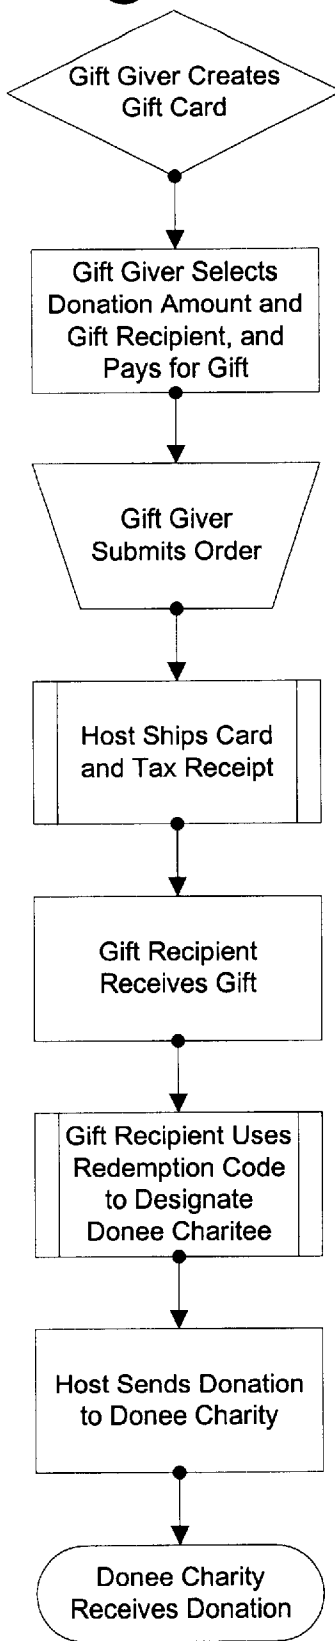 Gift Giver Creates
Gift Card
Gift Giver Selects
Donation Amount and
Gift Recipient, and
Pays for Gift
Gift Giver
Submits Order
Host Ships Card
and Tax Receipt
Gift Recipient
Receives Gift
Gift Recipient Uses
Redemption Code
to Designate
Donee Charitee
Host Sends Donation
to Donee Charity
Donee Charity
Receives Donation